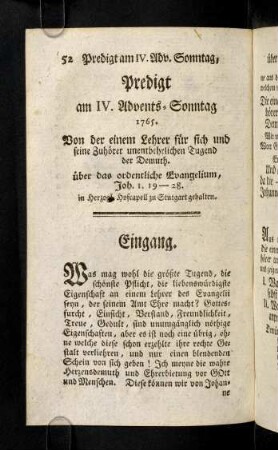 52 Predigt am IV. Adv. Sonntag,
Predigt
am IV. Advents-Sonntag
1765.
Von der einem Lehrer für sich und
seine Zuhörer unentbehrlichen Tugend
der Demuth.
über das ordentliche Evangelium,
Joh. 1. 19—28.
in Herzogl. Hofcapell zu Stutgart gehalten.
Eingang.
Was mag wohl die größte Tugend, die
schönste Pflicht, die liebenswürdigste
Eigenschaft an einem Lehrer des Evangelii
seyn, der seinem Amt Ehre macht? Gottes-
furcht, Einsicht, Verstand, Freundlichkeit,
Treue, Gedult, sind unumgänglich nöthige
Eigenschaften, aber es ist noch eine übrig, oh-
ne welche diese schon erzehlte ihre rechte Ge-
stalt verliehren, und nur einen blendenden
Schein von sich geben! Ich meyne die wahre
Herzensdemuth und Ehrerbietung vor GOtt
und Menschen. Diese können wir von Johan-
ne